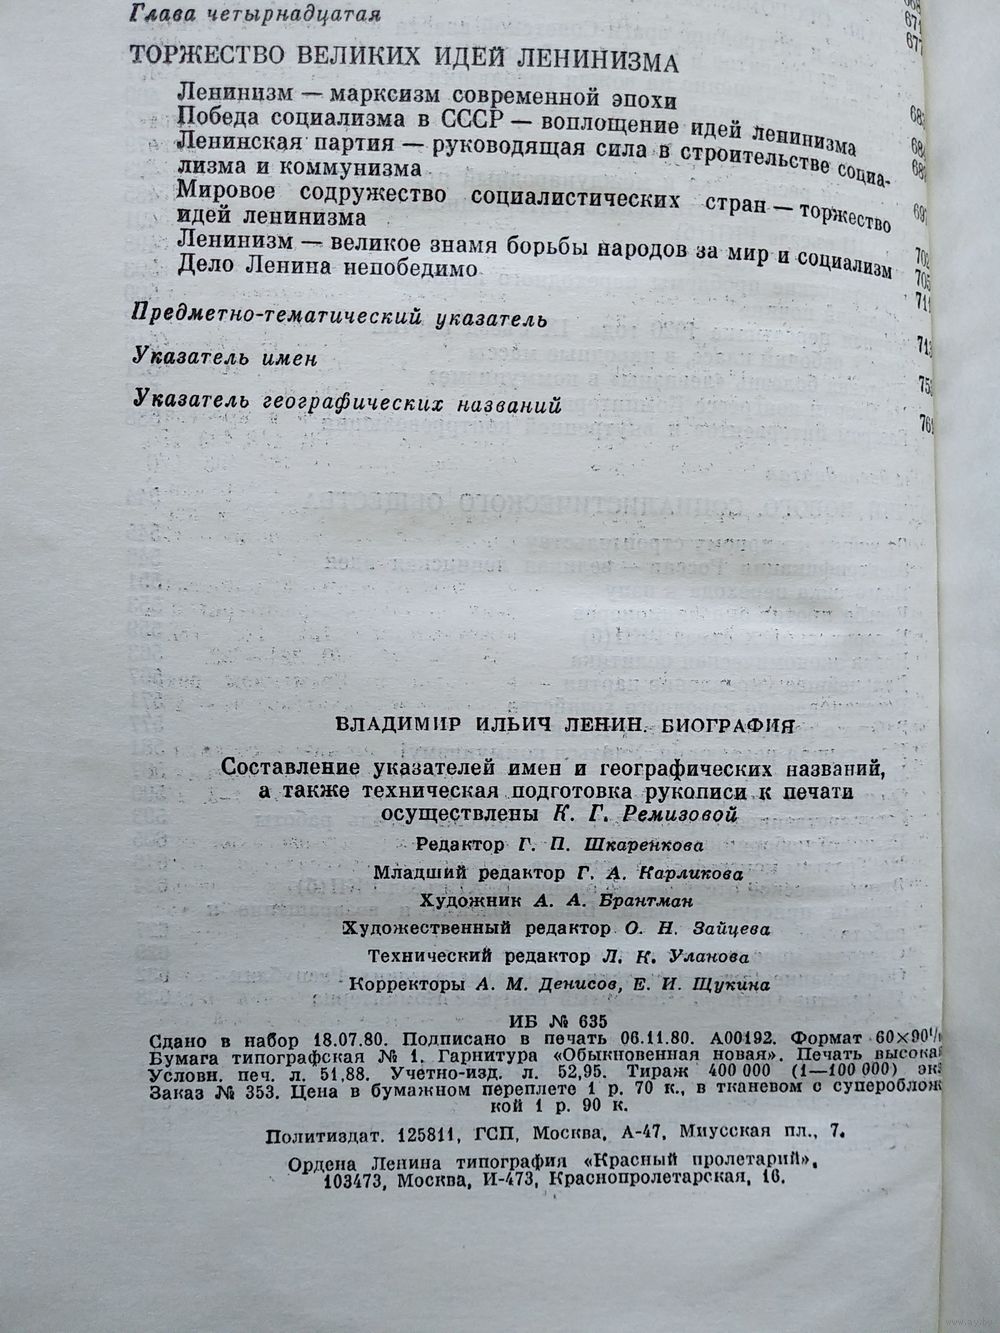 Глава четырнадцатая
671
677
ТОРЖЕСТВО ВЕЛИКИХ ИДЕЙ ЛЕНИНИЗМА
Ленинизм — марксизм современной эпохи
Победа социализма в СССР — воплощение идей ленинизма
Ленинская партия — руководящая сила в строительстве социа-
лизма и коммунизма
Мировое содружество социалистических стран — торжество
идей ленинизма 702
Ленинизм — великое знамя борьбы народов за мир и социализм 705
Дело Ленина непобедимо 711
Предметно-тематический указатель 713
Указатель имен
Указатель географических названий
ВЛАДИМИР ИЛЬИЧ ЛЕНИН. БИОГРАФИЯ
Составление указателей имен и географических названий,
а также техническая подготовка рукописи к печати
осуществлены К. Г. Ремизовой
Редактор Г. П. Шкаренкова
Младший редактор Г. А. Карликова
Художник А. А. Брантман
Художественный редактор О. Н. Зайцева
Технический редактор Л. К. Уланова
Корректоры А. М. Денисов, Е. И. Щукина
ИБ № 635
Сдано в набор 18.07.80. Подписано в печать 06.11.80. А00192. Формат 60×90
Бумага типографская № 1. Гарнитура «Обыкновенная новая». Печать высокая
Условн. печ. л. 51,88. Учетно-изд. л. 52,95. Тираж 400 000 (1—100 000) экз
Заказ № 353. Цена в бумажном переплете 1 р. 70 к., в тканевом с суперoблож
кой 1 р. 90 к.
Политиздат. 125811, ГСП, Москва, А-47, Миусская пл., 7.
Ордена Ленина типография «Красный пролетарий»,
103473, Москва, И-473, Краснопролетарская, 16.